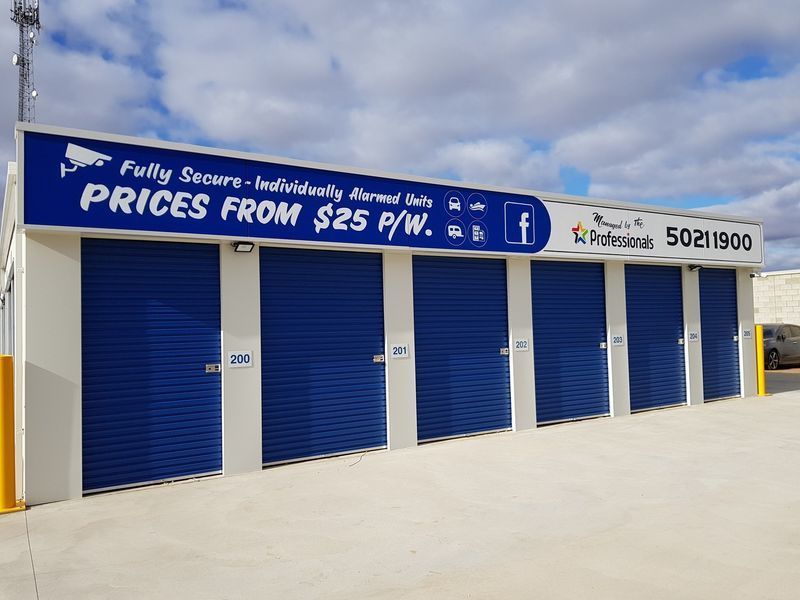 Fully Secure - Individually Alarmed Units
PRICES FROM $25 P/W.
f
Managed by the
Professionals
50211900
200
201
202
203
204
205